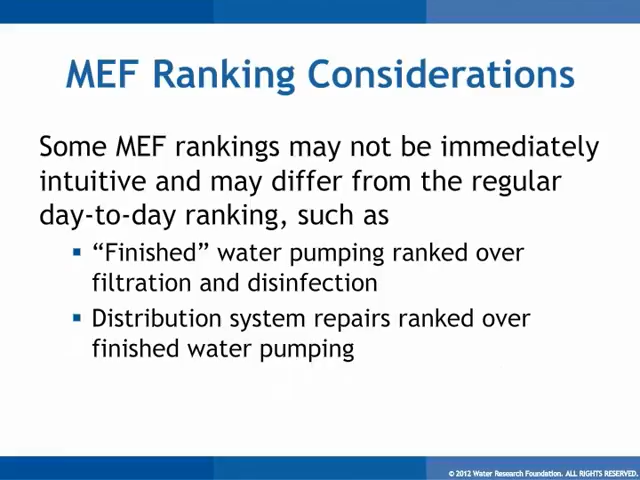 MEF Ranking Considerations
Some MEF rankings may not be immediately
intuitive and may differ from the regular
day-to-day ranking, such as
▪ “Finished” water pumping ranked over
filtration and disinfection
▪ Distribution system repairs ranked over
finished water pumping
© 2012 Water Research Foundation. ALL RIGHTS RESERVED.